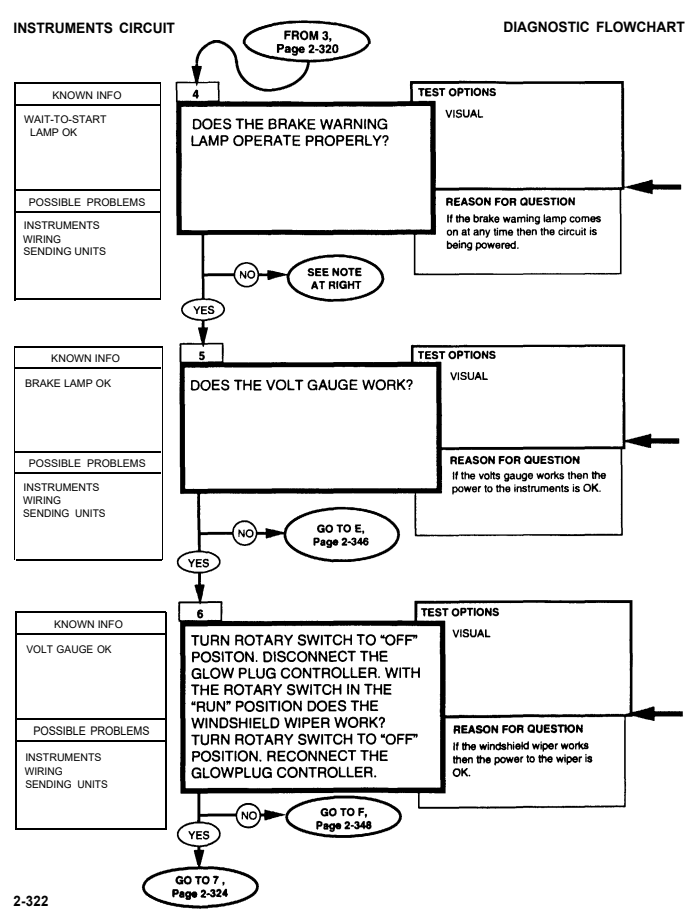 INSTRUMENTS CIRCUIT
DIAGNOSTIC FLOWCHART
FROM 3,
Page 2-320
KNOWN INFO
WAIT-TO-START
LAMP OK
POSSIBLE PROBLEMS
INSTRUMENTS
WIRING
SENDING UNITS
4
DOES THE BRAKE WARNING
LAMP OPERATE PROPERLY?
TEST OPTIONS
VISUAL
REASON FOR QUESTION
If the brake warning lamp comes
on at any time then the circuit is
being powered.
NO
SEE NOTE
AT RIGHT
YES
KNOWN INFO
BRAKE LAMP OK
POSSIBLE PROBLEMS
INSTRUMENTS
WIRING
SENDING UNITS
5
DOES THE VOLT GAUGE WORK?
TEST OPTIONS
VISUAL
REASON FOR QUESTION
If the volts gauge works then the
power to the instruments is OK.
NO
GO TO E,
Page 2-346
YES
KNOWN INFO
VOLT GAUGE OK
POSSIBLE PROBLEMS
INSTRUMENTS
WIRING
SENDING UNITS
6
TURN ROTARY SWITCH TO "OFF"
POSITON. DISCONNECT THE
GLOW PLUG CONTROLLER. WITH
THE ROTARY SWITCH IN THE
"RUN" POSITION DOES THE
WINDSHIELD WIPER WORK?
TURN ROTARY SWITCH TO "OFF"
POSITION. RECONNECT THE
GLOWPLUG CONTROLLER.
TEST OPTIONS
VISUAL
REASON FOR QUESTION
If the windshield wiper works
then the power to the wiper is
OK.
NO
GO TO F,
Page 2-348
YES
GO TO 7 ,
Page 2-324
2-322